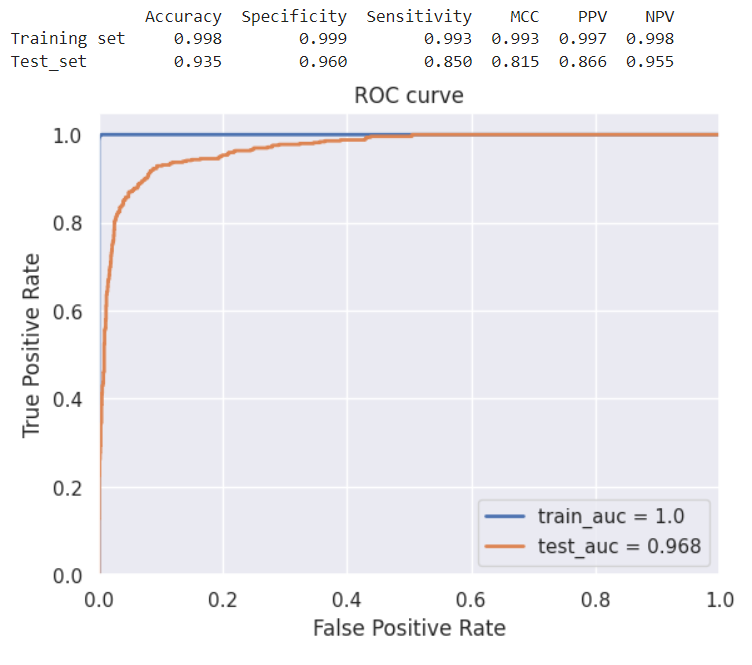 Accuracy Specificity Sensitivity MCC PPV NPV
Training set 0.998 0.999 0.993 0.993 0.997 0.998
Test_set 0.935 0.960 0.850 0.815 0.866 0.955
ROC curve
1.0
0.8
0.6
0.4
0.2
0.0
True Positive Rate
train_auc = 1.0
test_auc = 0.968
0.0 0.2 0.4 0.6 0.8 1.0
False Positive Rate